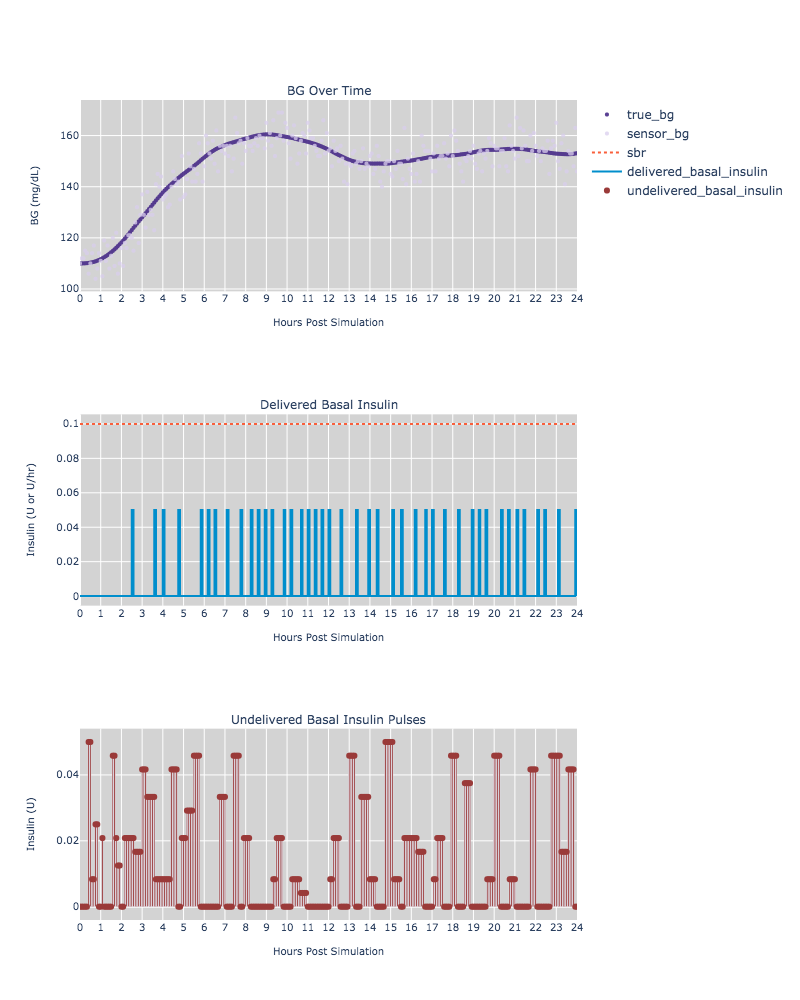 BG Over Time
true_bg
sensor_bg
sbr
delivered_basal_insulin
undelivered_basal_insulin
BG (mg/dL)
160
140
120
100
0 1 2 3 4 5 6 7 8 9 10 11 12 13 14 15 16 17 18 19 20 21 22 23 24
Hours Post Simulation
Delivered Basal Insulin
Insulin (U or U/hr)
0.1
0.08
0.06
0.04
0.02
0
0 1 2 3 4 5 6 7 8 9 10 11 12 13 14 15 16 17 18 19 20 21 22 23 24
Hours Post Simulation
Undelivered Basal Insulin Pulses
Insulin (U)
0.04
0.02
0
0 1 2 3 4 5 6 7 8 9 10 11 12 13 14 15 16 17 18 19 20 21 22 23 24
Hours Post Simulation